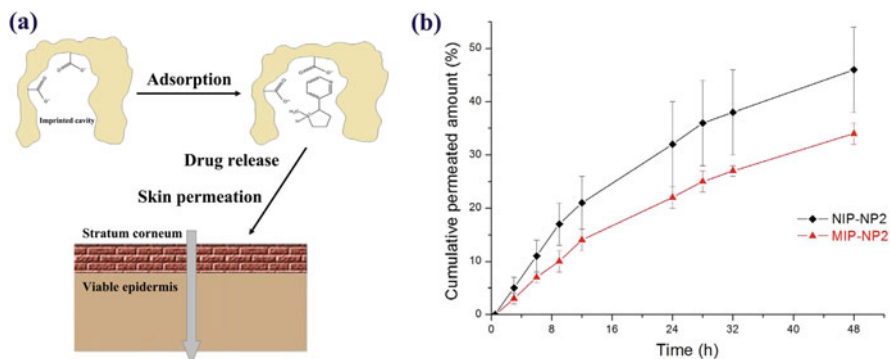 (a)
Imprinted cavity
Adsorption
O⁻
O⁻
O⁻
O⁻
Drug release
Skin permeation
Stratum corneum
Viable epidermis
(b)
Cumulative permeated amount (%)
50
40
30
20
10
0
0 8 16 24 32 40 48
Time (h)
NIP-NP2
MIP-NP2